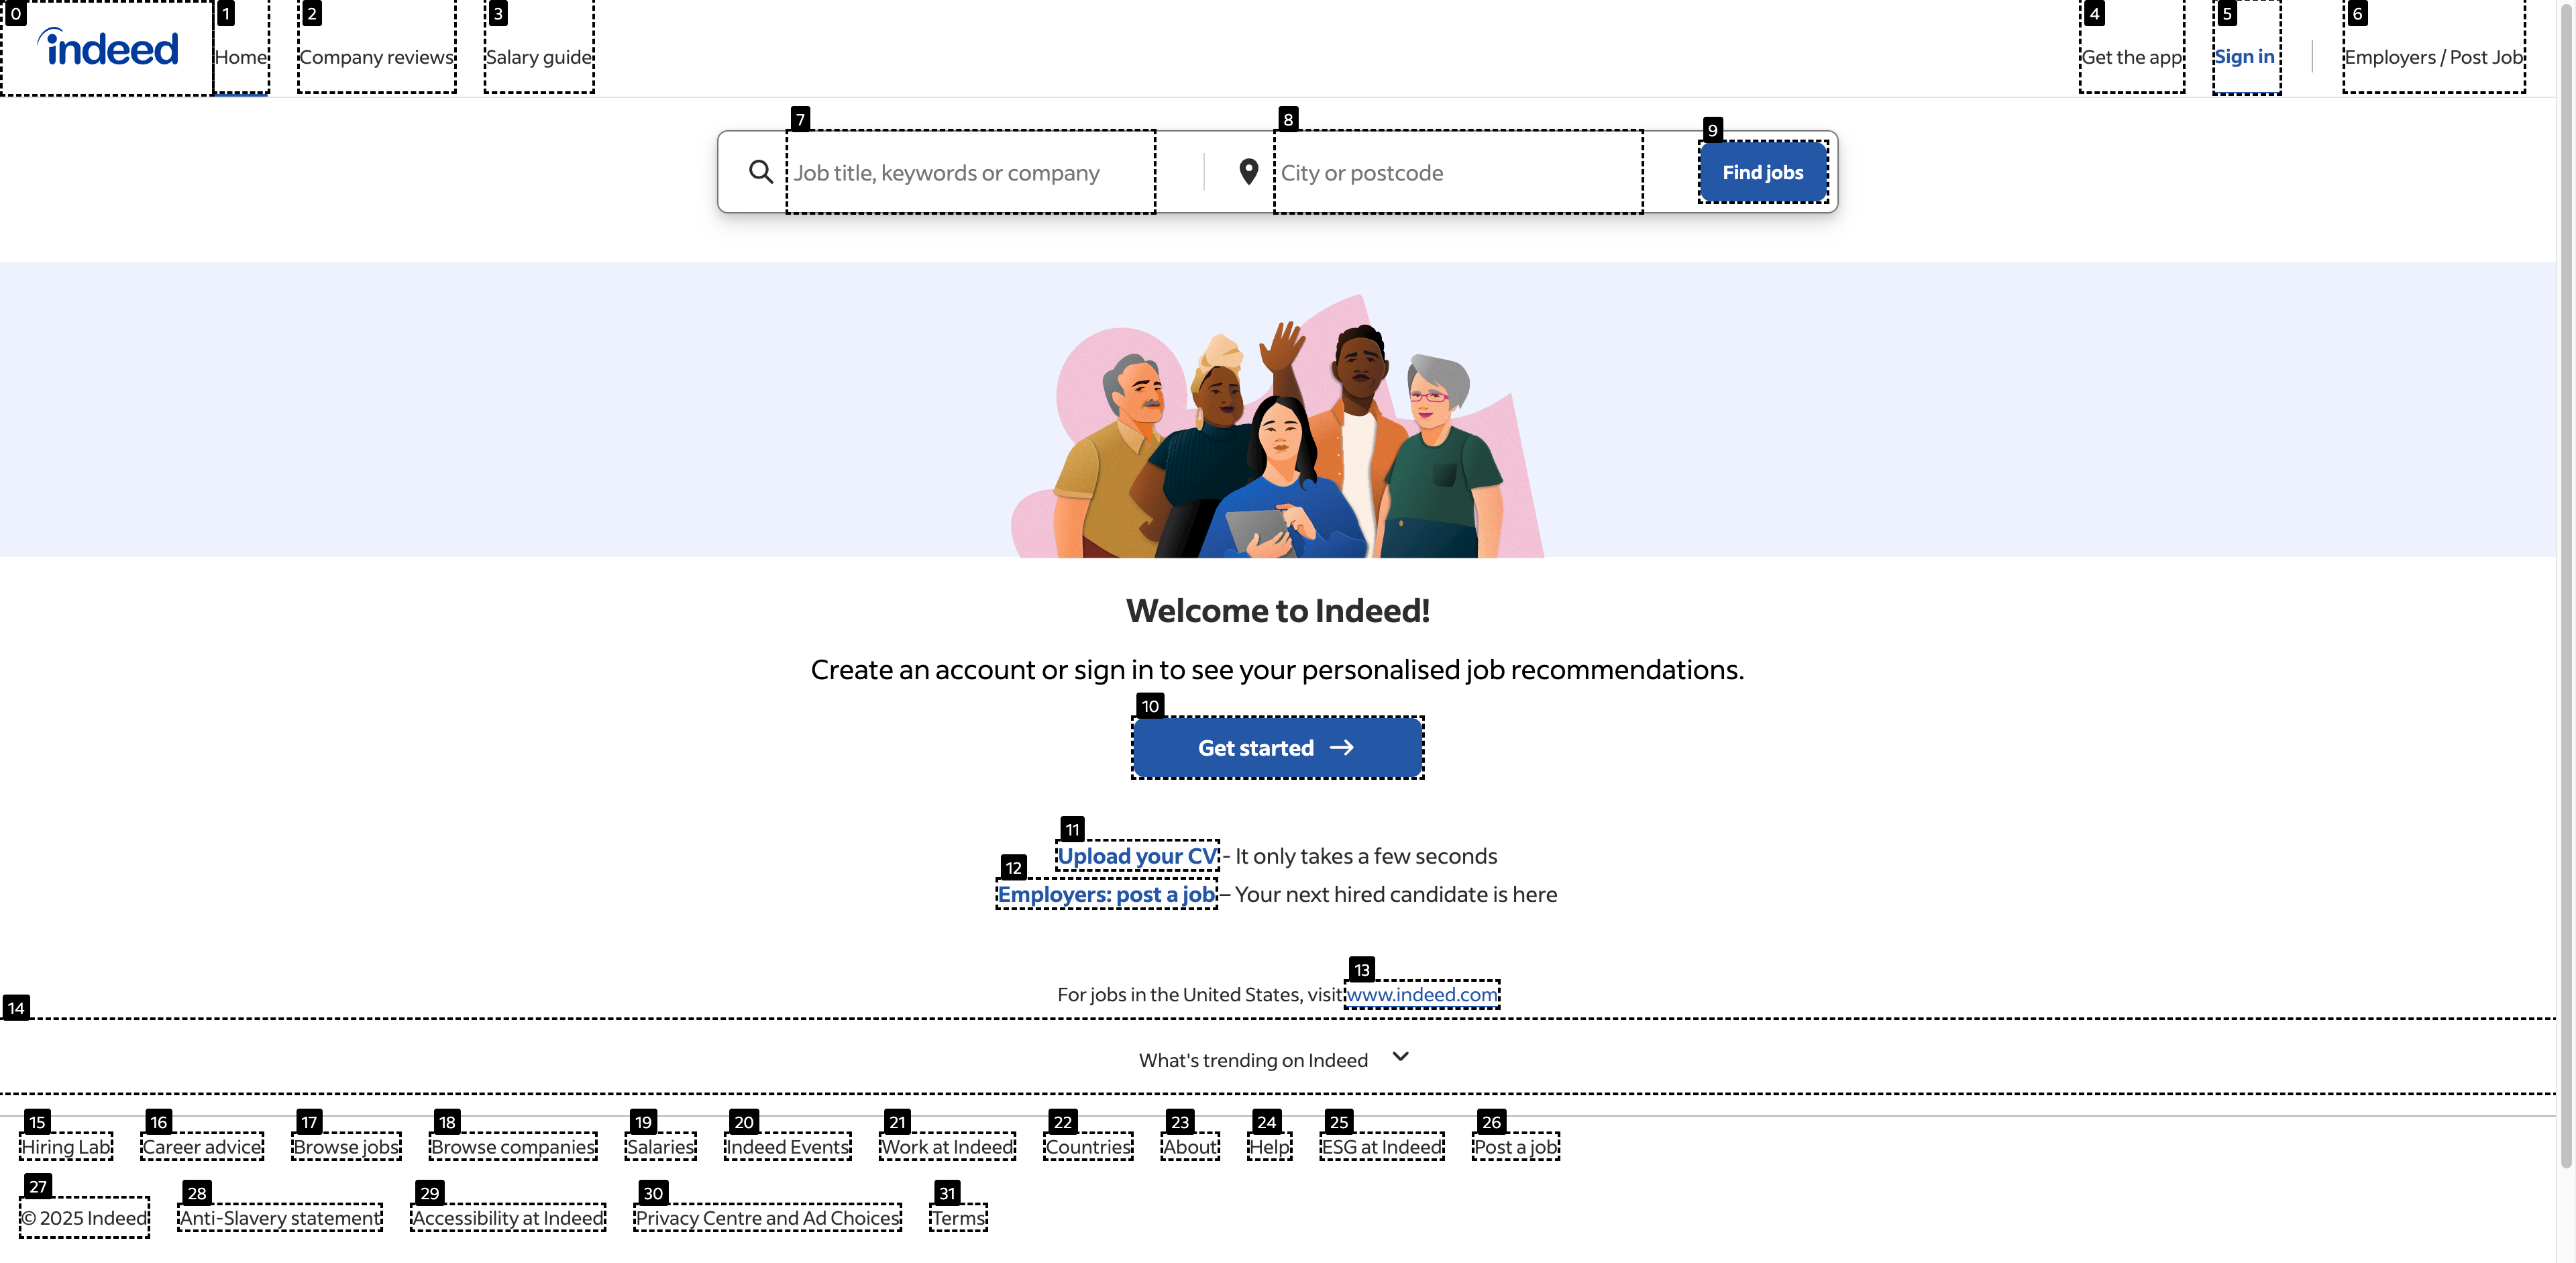 0 1 2 3 4 5 6
indeed Home Company reviews Salary guide Get the app Sign in Employers / Post Job
7 8 9
Job title, keywords or company City or postcode Find jobs
Welcome to Indeed!
Create an account or sign in to see your personalised job recommendations.
10
Get started
11
Upload your CV - It only takes a few seconds
12
Employers: post a job – Your next hired candidate is here
13
For jobs in the United States, visit www.indeed.com
14
What's trending on Indeed
15 16 17 18 19 20 21 22 23 24 25 26
Hiring Lab Career advice Browse jobs Browse companies Salaries Indeed Events Work at Indeed Countries About Help ESG at Indeed Post a job
27 28 29 30 31
© 2025 Indeed Anti-Slavery statement Accessibility at Indeed Privacy Centre and Ad Choices Terms